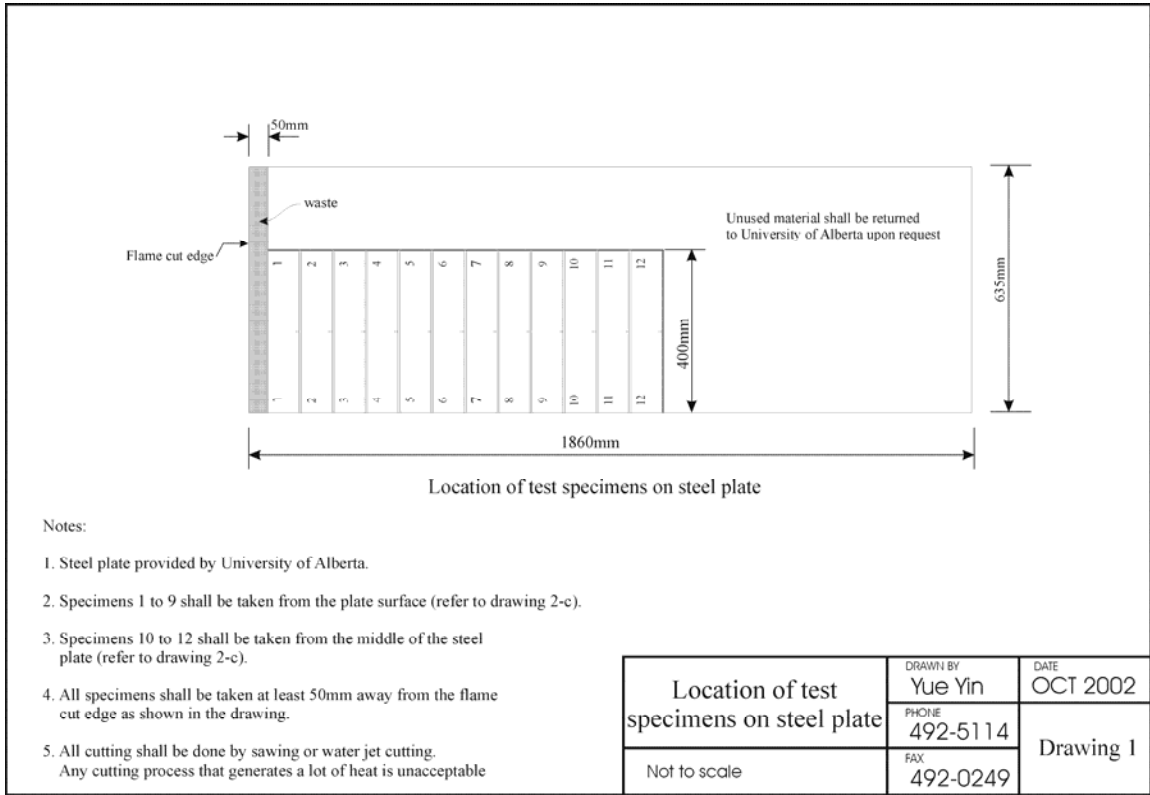 50mm
waste
Flame cut edge
Unused material shall be returned
to University of Alberta upon request
1 2 3 4 5 6 7 8 9 10 11 12
400mm
635mm
1 2 3 4 5 6 7 8 9 10 11 12
1860mm
Location of test specimens on steel plate
Notes:
1. Steel plate provided by University of Alberta.
2. Specimens 1 to 9 shall be taken from the plate surface (refer to drawing 2-c).
3. Specimens 10 to 12 shall be taken from the middle of the steel
plate (refer to drawing 2-c).
4. All specimens shall be taken at least 50mm away from the flame
cut edge as shown in the drawing.
5. All cutting shall be done by sawing or water jet cutting.
Any cutting process that generates a lot of heat is unacceptable
Location of test
specimens on steel plate
Not to scale
DRAWN BY
Yue Yin
PHONE
492-5114
FAX
492-0249
DATE
OCT 2002
Drawing 1